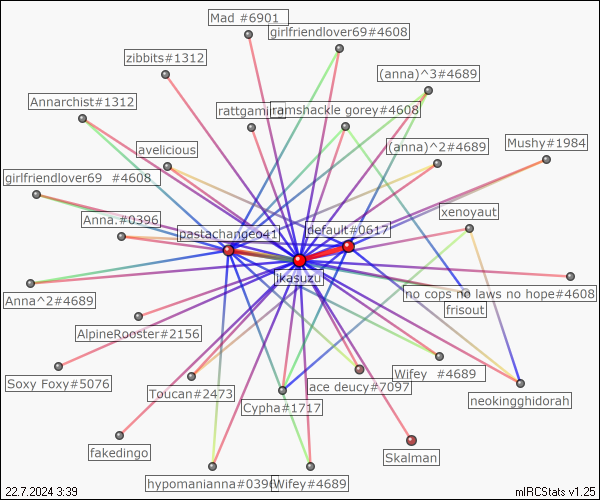 Mad #6901
girlfriendlover69#4608
zibbits#1312
(anna)^3#4689
Annarchist#1312
ramshackle gorey#4608
Mushy#1984
avelicious
(anna)^2#4689
girlfriendlover69 #4608
xenoyaut
Anna.#0396
pastachangeo41
default#0617
ikasuzu
no cops no laws no hope#4608
Anna^2#4689
frisout
AlpineRooster#2156
Soxy Foxy#5076
Wifey #4689
ace deucy#7097
Toucan#2473
neokingghidorah
Cypha#1717
fakedingo
Skalman
hypomanianna#0396
Wifey#4689
22.7.2024 3:39
mIRCStats v1.25